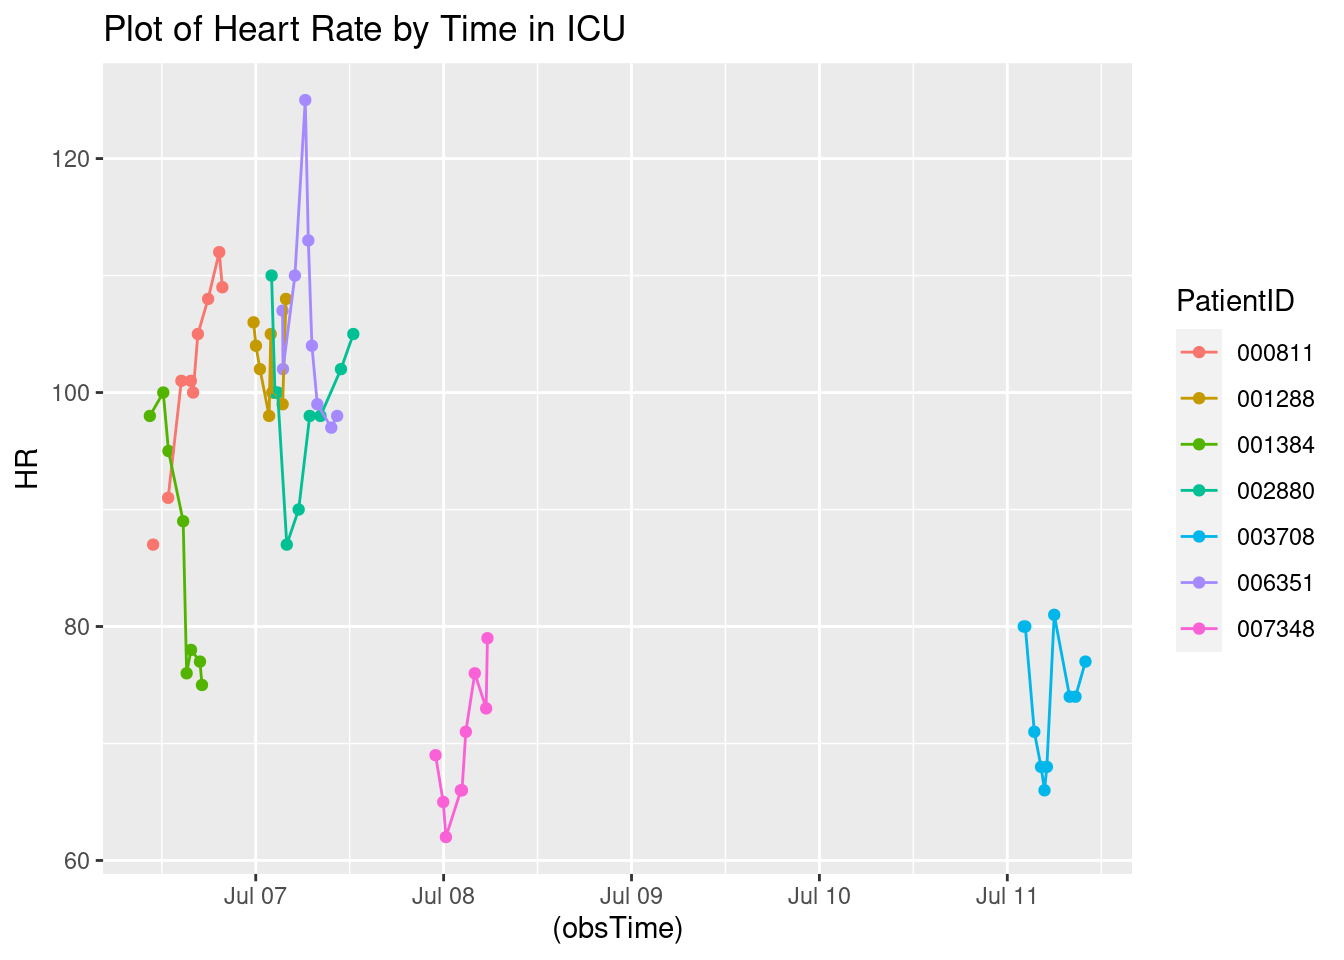 Plot of Heart Rate by Time in ICU
120
100
80
60
HR
Jul 07
Jul 08
Jul 09
Jul 10
Jul 11
(obsTime)
PatientID
000811
001288
001384
002880
003708
006351
007348